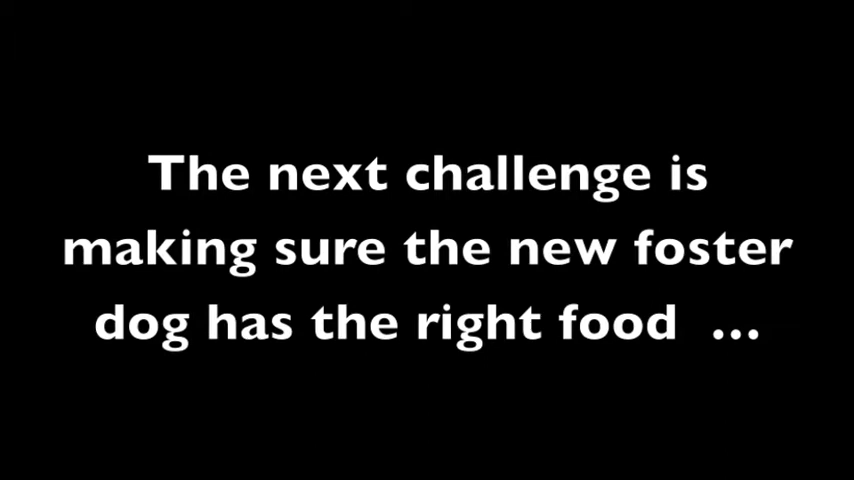 The next challenge is
making sure the new foster
dog has the right food  ...